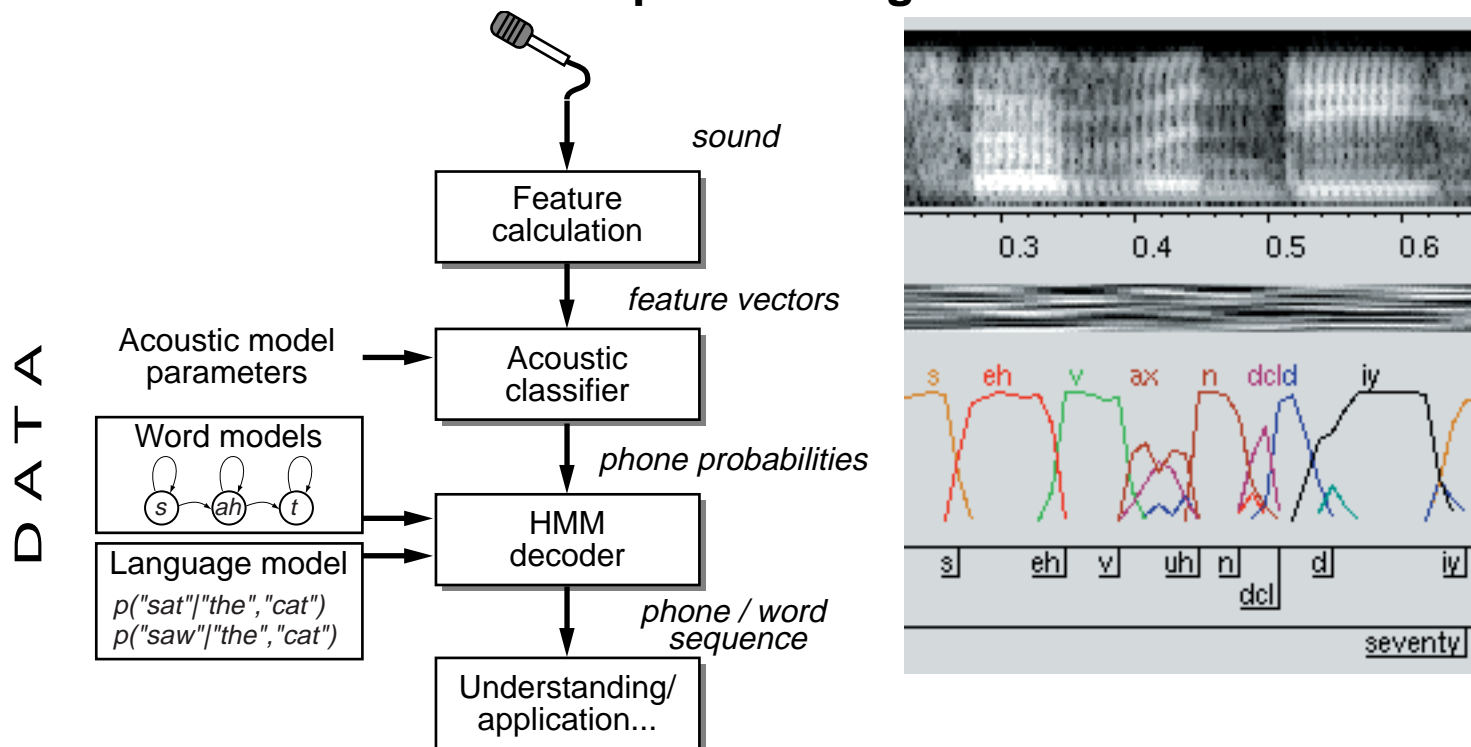 sound
Feature
calculation
feature vectors
DATA
Acoustic model
parameters
Acoustic
classifier
phone probabilities
Word models
s ah t
HMM
decoder
Language model
p("sat"|"the","cat")
p("saw"|"the","cat")
phone / word
sequence
Understanding/
application...
0.3 0.4 0.5 0.6
s eh v ax n dcl d iy
s eh v uh n d iy
dcl
seventy